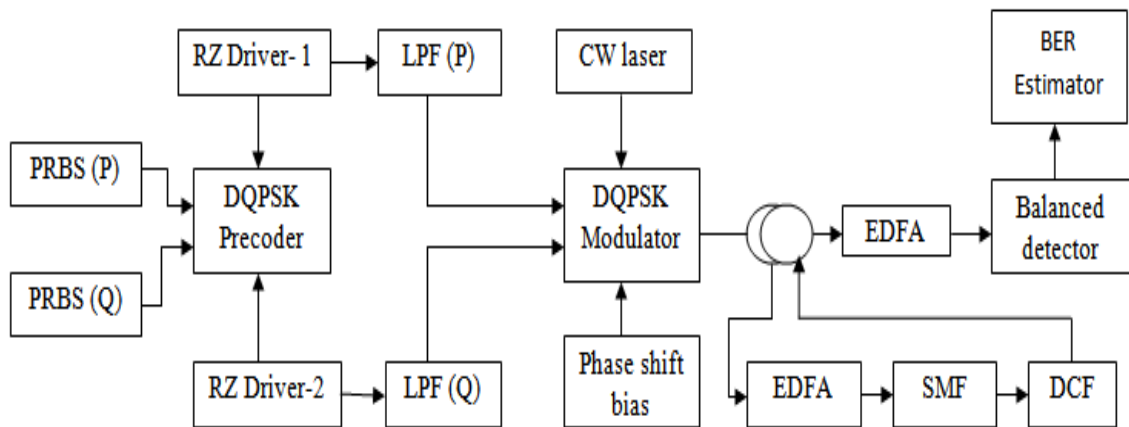 RZ Driver- 1
LPF (P)
CW laser
BER
Estimator
PRBS (P)
DQPSK
Precoder
DQPSK
Modulator
EDFA
Balanced
detector
PRBS (Q)
RZ Driver-2
LPF (Q)
Phase shift
bias
EDFA
SMF
DCF